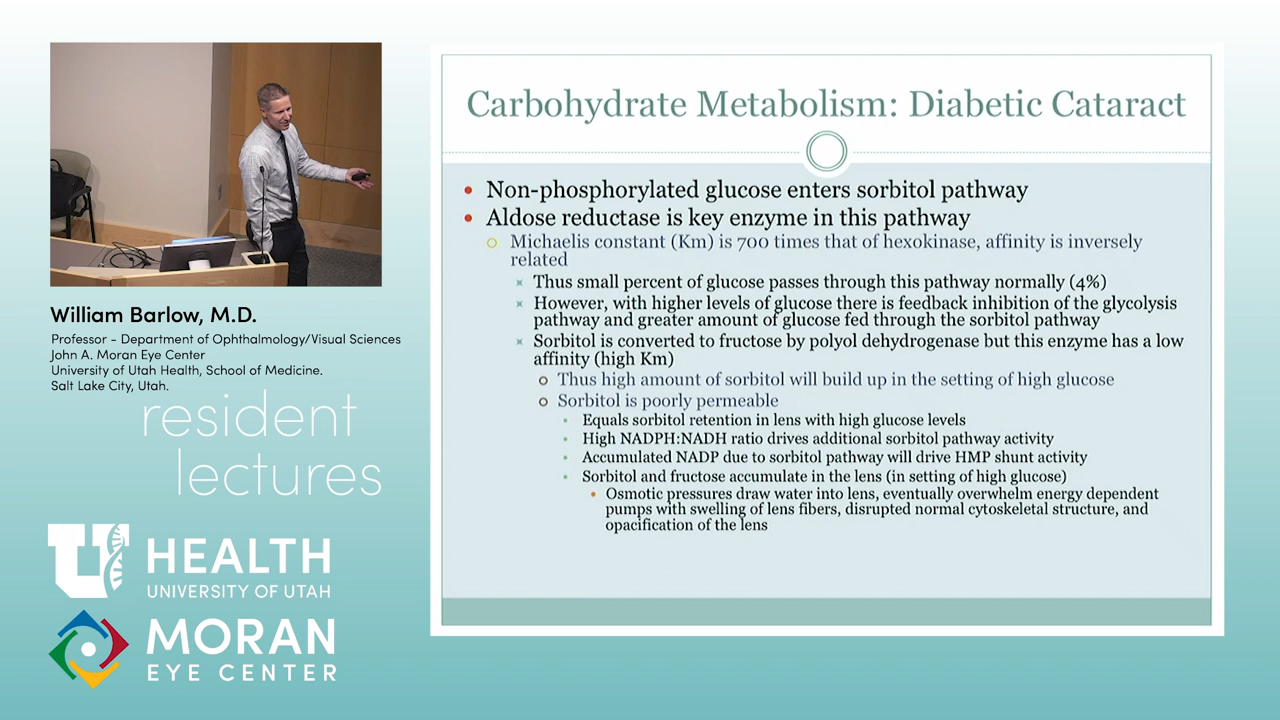 Carbohydrate Metabolism: Diabetic Cataract
Non-phosphorylated glucose enters sorbitol pathway
Aldose reductase is key enzyme in this pathway
Michaelis constant (Km) is 700 times that of hexokinase, affinity is inversely
related
Thus small percent of glucose passes through this pathway normally (4%)
However, with higher levels of glucose there is feedback inhibition of the glycolysis
pathway and greater amount of glucose fed through the sorbitol pathway
Sorbitol is converted to fructose by polyol dehydrogenase but this enzyme has a low
affinity (high Km)
Thus high amount of sorbitol will build up in the setting of high glucose
Sorbitol is poorly permeable
Equals sorbitol retention in lens with high glucose levels
High NADPH:NADH ratio drives additional sorbitol pathway activity
Accumulated NADP due to sorbitol pathway will drive HMP shunt activity
Sorbitol and fructose accumulate in the lens (in setting of high glucose)
Osmotic pressures draw water into lens, eventually overwhelm energy dependent
pumps with swelling of lens fibers, disrupted normal cytoskeletal structure, and
opacification of the lens
William Barlow, M.D.
Professor - Department of Ophthalmology/Visual Sciences
John A. Moran Eye Center
University of Utah Health, School of Medicine.
Salt Lake City, Utah.
resident
lectures
U HEALTH
UNIVERSITY OF UTAH
MORAN
EYE CENTER